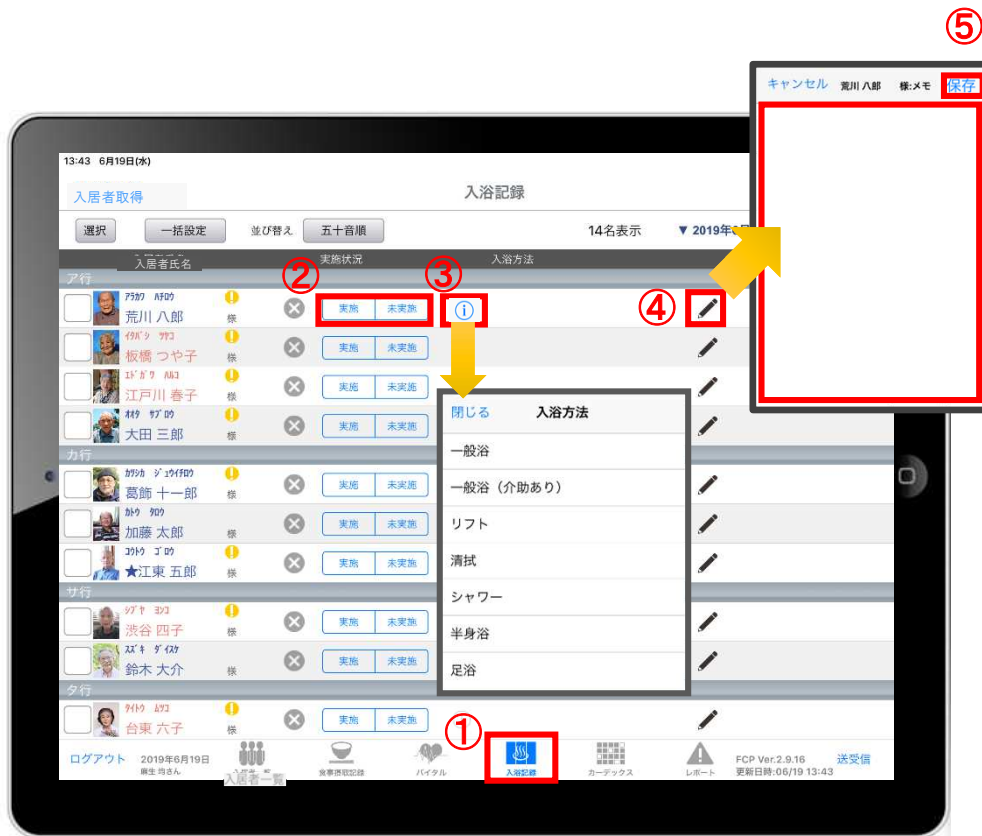 ⑤
キャンセル 荒川 八郎 様:メモ 保存
13:43 6月19日(水)
入居者取得 入浴記録
選択 一括設定 並び替え 五十音順 14名表示 ▼ 2019年6月
入居者氏名 実施状況 入浴方法
② ③
ア行
アラカワ ハチロウ
荒川 八郎 様 実施 未実施 ④
イタバシ ツヤコ
板橋 つや子 様 実施 未実施
エドガワ ハルコ
江戸川 春子 様 実施 未実施
オオタ サブロウ
大田 三郎 様 実施 未実施
閉じる 入浴方法
一般浴
一般浴(介助あり)
リフト
清拭
シャワー
半身浴
足浴
カ行
カツシカ ジュウイチロウ
葛飾 十一郎 様 実施 未実施
カトウ タロウ
加藤 太郎 様 実施 未実施
コウトウ ゴロウ
★江東 五郎 様 実施 未実施
サ行
シブヤ ヨンコ
渋谷 四子 様 実施 未実施
スズキ ダイスケ
鈴木 大介 様 実施 未実施
タ行
タイトウ ムツコ
台東 六子 様 実施 未実施
①
ログアウト 2019年6月19日
麻生 均さん
入居者一覧 食事摂取記録 バイタル 入浴記録 カーデックス レポート
FCP Ver.2.9.16
更新日時:06/19 13:43
送受信